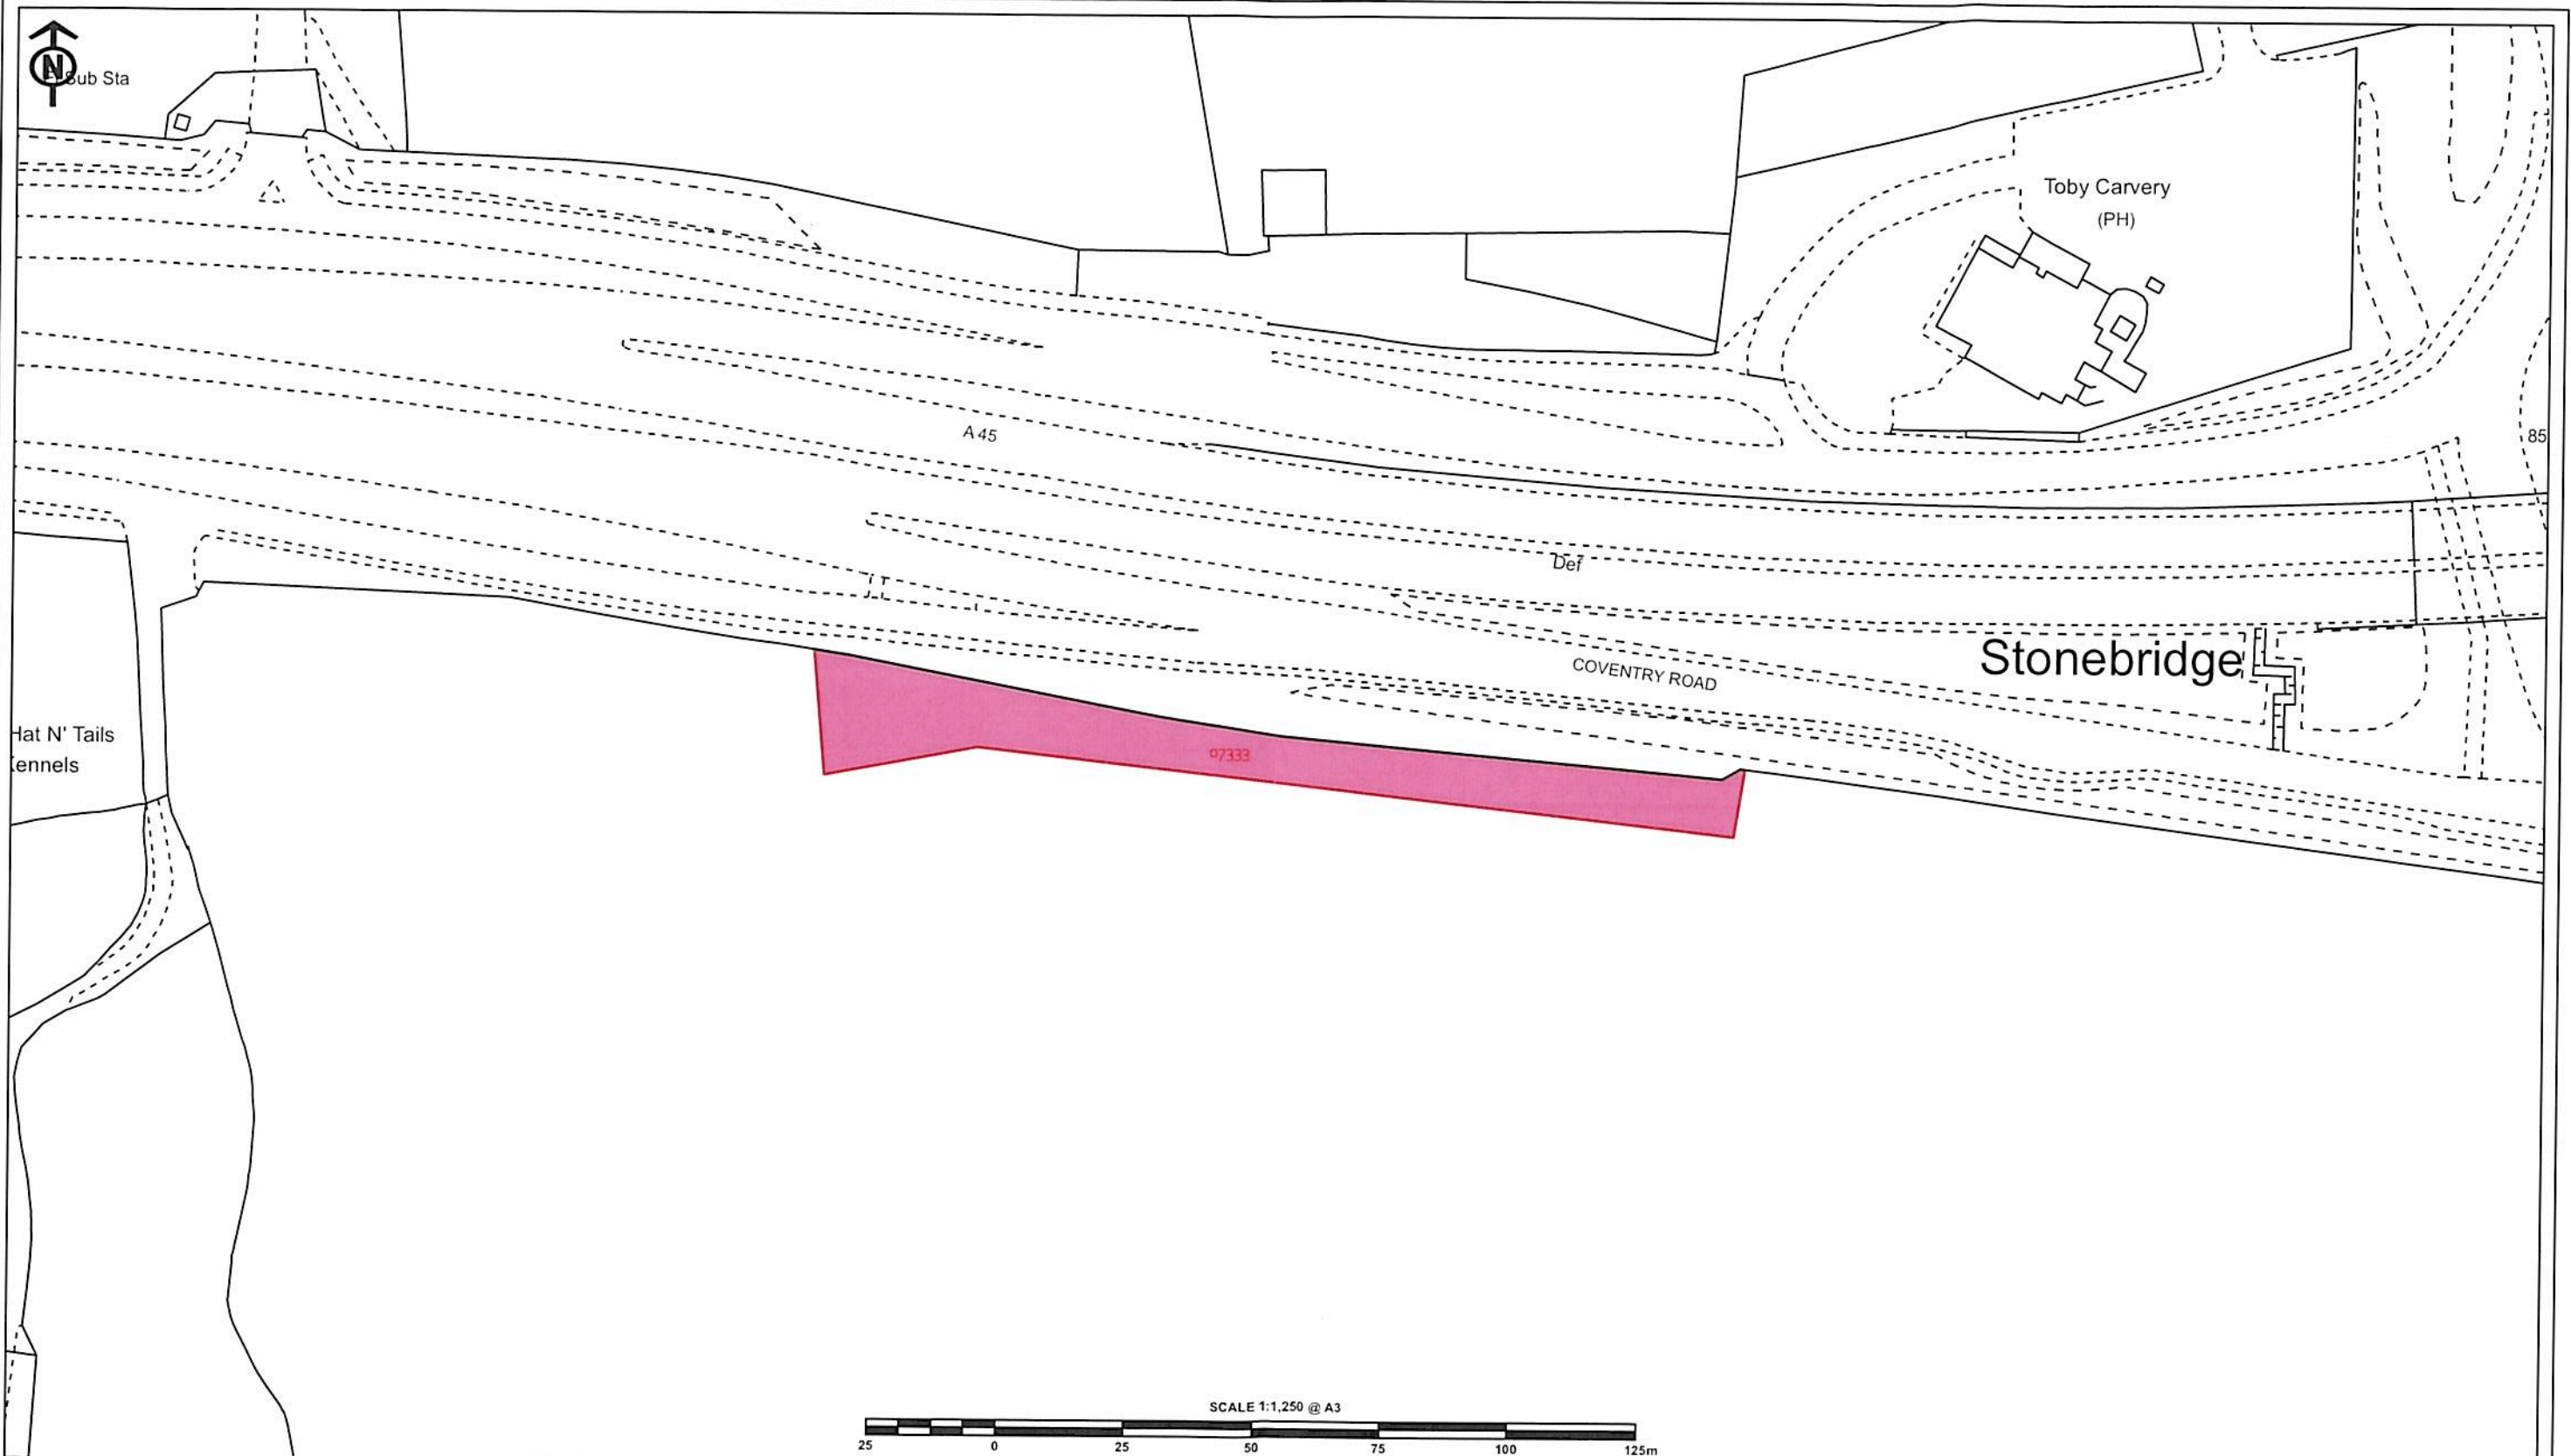 N
Sub Sta
Toby Carvery
(PH)
A 45
85
Def
Stonebridge
COVENTRY ROAD
Hat N' Tails
ennels
07333
SCALE 1:1,250 @ A3
25 0 25 50 75 100 125m